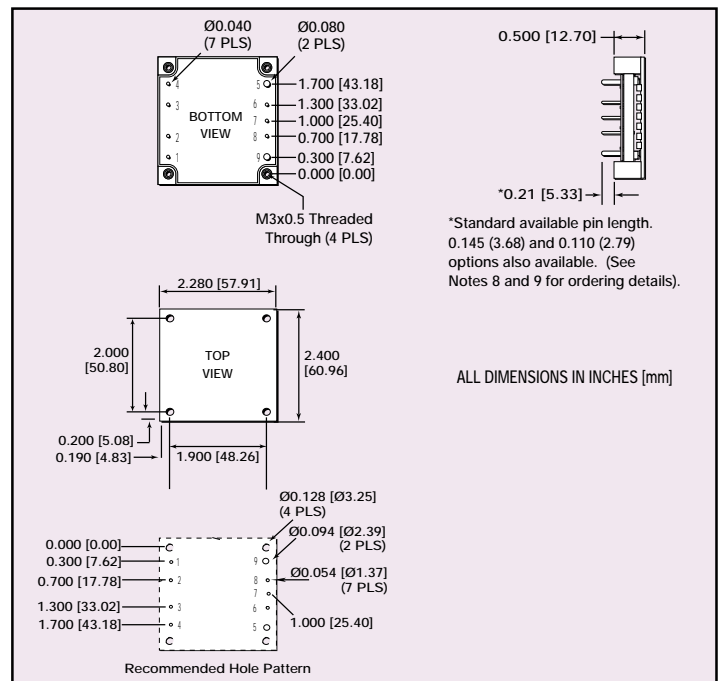 Ø0.040
(7 PLS)
Ø0.080
(2 PLS)
4
5
1.700 [43.18]
3
6
1.300 [33.02]
BOTTOM
VIEW
7
1.000 [25.40]
2
8
0.700 [17.78]
1
9
0.300 [7.62]
0.000 [0.00]
M3x0.5 Threaded
Through (4 PLS)
0.500 [12.70]
*0.21 [5.33]
*Standard available pin length.
0.145 (3.68) and 0.110 (2.79)
options also available. (See
Notes 8 and 9 for ordering details).
2.280 [57.91]
2.000
[50.80]
TOP
VIEW
2.400
[60.96]
0.200 [5.08]
0.190 [4.83]
1.900 [48.26]
ALL DIMENSIONS IN INCHES [mm]
Ø0.128 [Ø3.25]
(4 PLS)
Ø0.094 [Ø2.39]
(2 PLS)
0.000 [0.00]
0.300 [7.62]
1
9
0.700 [17.78]
2
8
Ø0.054 [Ø1.37]
(7 PLS)
7
1.300 [33.02]
3
6
1.000 [25.40]
1.700 [43.18]
4
5
Recommended Hole Pattern